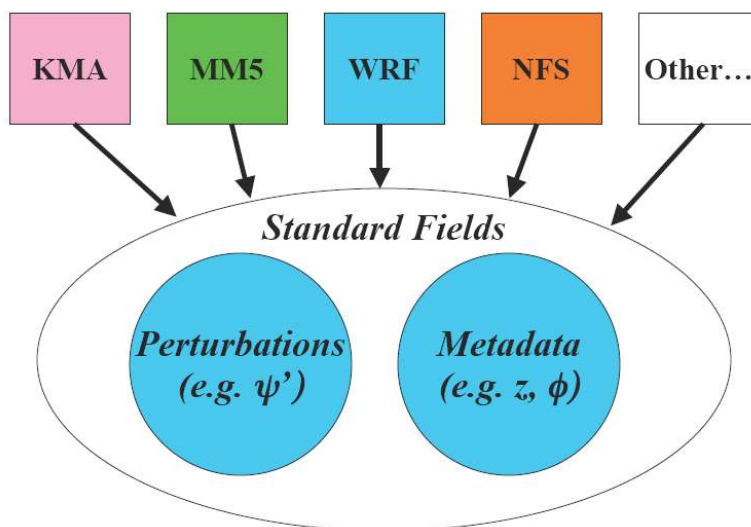 KMA
MM5
WRF
NFS
Other...
Standard Fields
Perturbations
(e.g. ψ’)
Metadata
(e.g. z, ϕ)